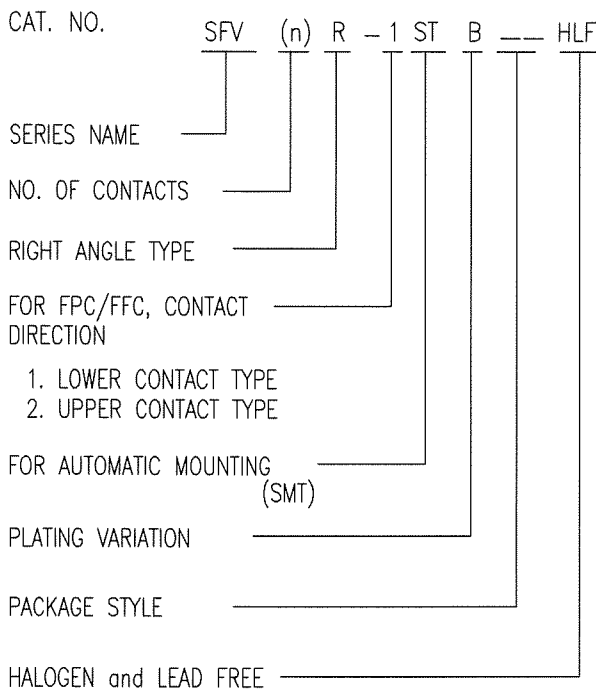 CAT. NO. SFV (n) R - 1 ST B __ HLF
SERIES NAME
NO. OF CONTACTS
RIGHT ANGLE TYPE
FOR FPC/FFC, CONTACT
DIRECTION
1. LOWER CONTACT TYPE
2. UPPER CONTACT TYPE
FOR AUTOMATIC MOUNTING
(SMT)
PLATING VARIATION
PACKAGE STYLE
HALOGEN and LEAD FREE